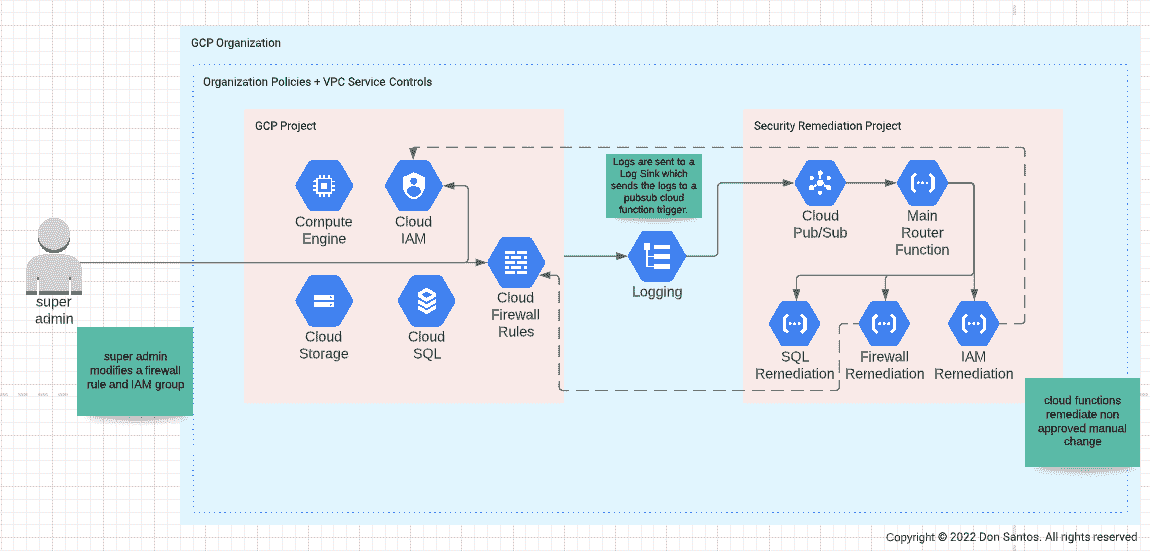 GCP Organization
Organization Policies + VPC Service Controls
GCP Project
Compute
Engine
Cloud
IAM
Cloud
Storage
Cloud
SQL
Cloud
Firewall
Rules
super
admin
super admin
modifies a firewall
rule and IAM group
Logs are sent to a
Log Sink which
sends the logs to a
pubsub cloud
function trigger.
Logging
Security Remediation Project
Cloud
Pub/Sub
Main
Router
Function
SQL
Remediation
Firewall
Remediation
IAM
Remediation
cloud functions
remediate non
approved manual
change
Copyright © 2022 Don Santos. All rights reserved